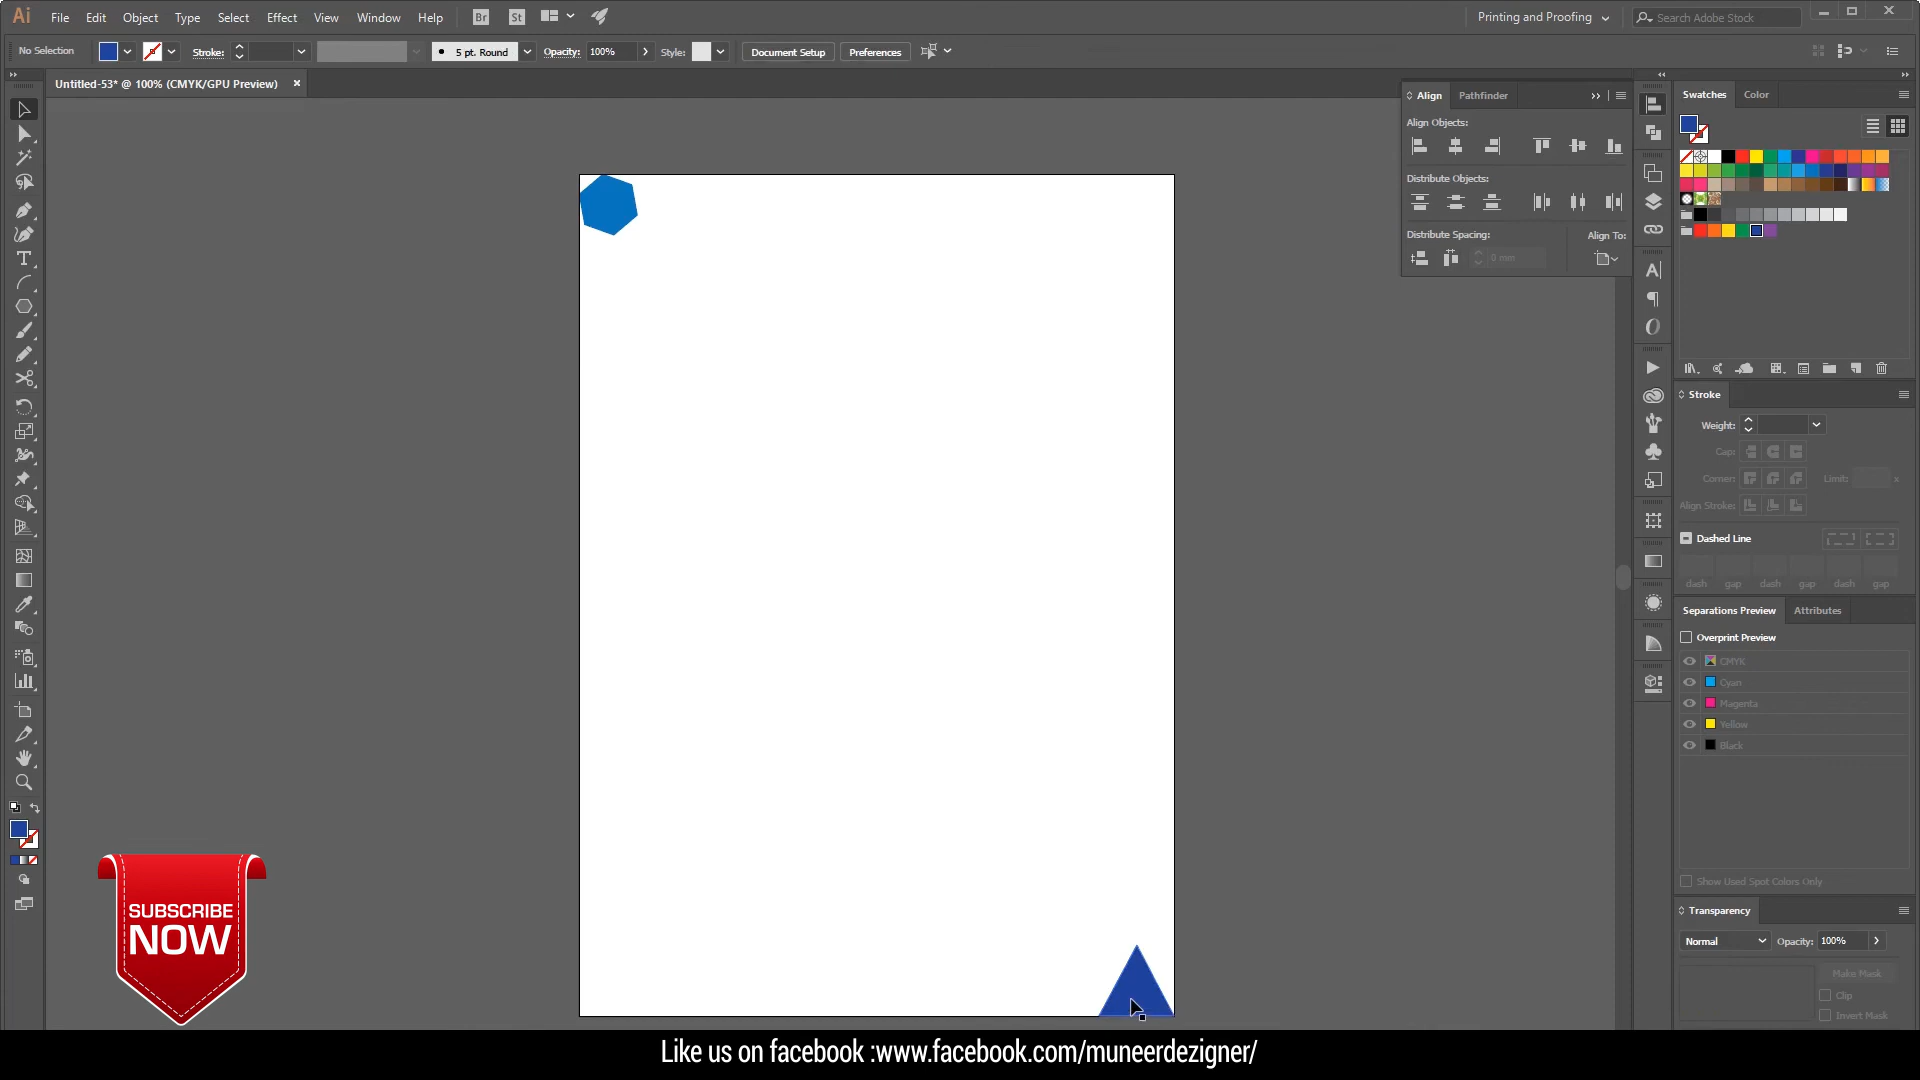 Ai File Edit Object Type Select Effect View Window Help Br St Printing and Proofing Search Adobe Stock
No Selection Stroke: 5 pt. Round Opacity: 100% Style: Document Setup Preferences
Untitled-53* @ 100% (CMYK/GPU Preview)
Align Pathfinder
Align Objects:
Distribute Objects:
Distribute Spacing: Align To:
0 mm
Swatches Color
Stroke
Weight:
Cap:
Corner: Limit: x
Align Stroke:
Dashed Line
dash gap dash gap dash gap
Separations Preview Attributes
Overprint Preview
CMYK
Cyan
Magenta
Yellow
Black
Show Used Spot Colors Only
Transparency
Normal Opacity: 100%
Make Mask
Clip
Invert Mask
SUBSCRIBE
NOW
Like us on facebook :www.facebook.com/muneerdezigner/